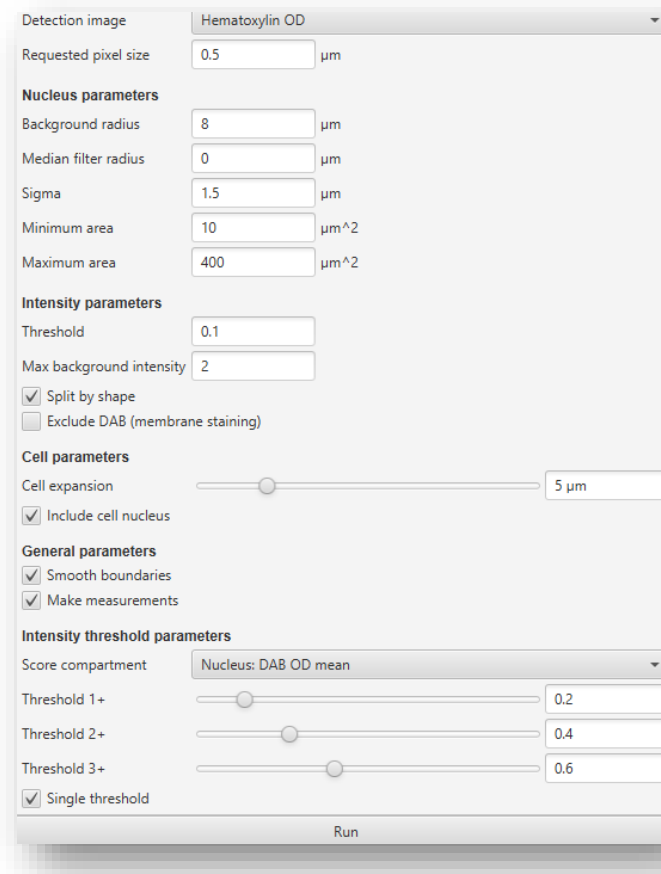 Detection image Hematoxylin OD
Requested pixel size 0.5 µm
Nucleus parameters
Background radius 8 µm
Median filter radius 0 µm
Sigma 1.5 µm
Minimum area 10 µm^2
Maximum area 400 µm^2
Intensity parameters
Threshold 0.1
Max background intensity 2
Split by shape
Exclude DAB (membrane staining)
Cell parameters
Cell expansion 5 µm
Include cell nucleus
General parameters
Smooth boundaries
Make measurements
Intensity threshold parameters
Score compartment Nucleus: DAB OD mean
Threshold 1+ 0.2
Threshold 2+ 0.4
Threshold 3+ 0.6
Single threshold
Run